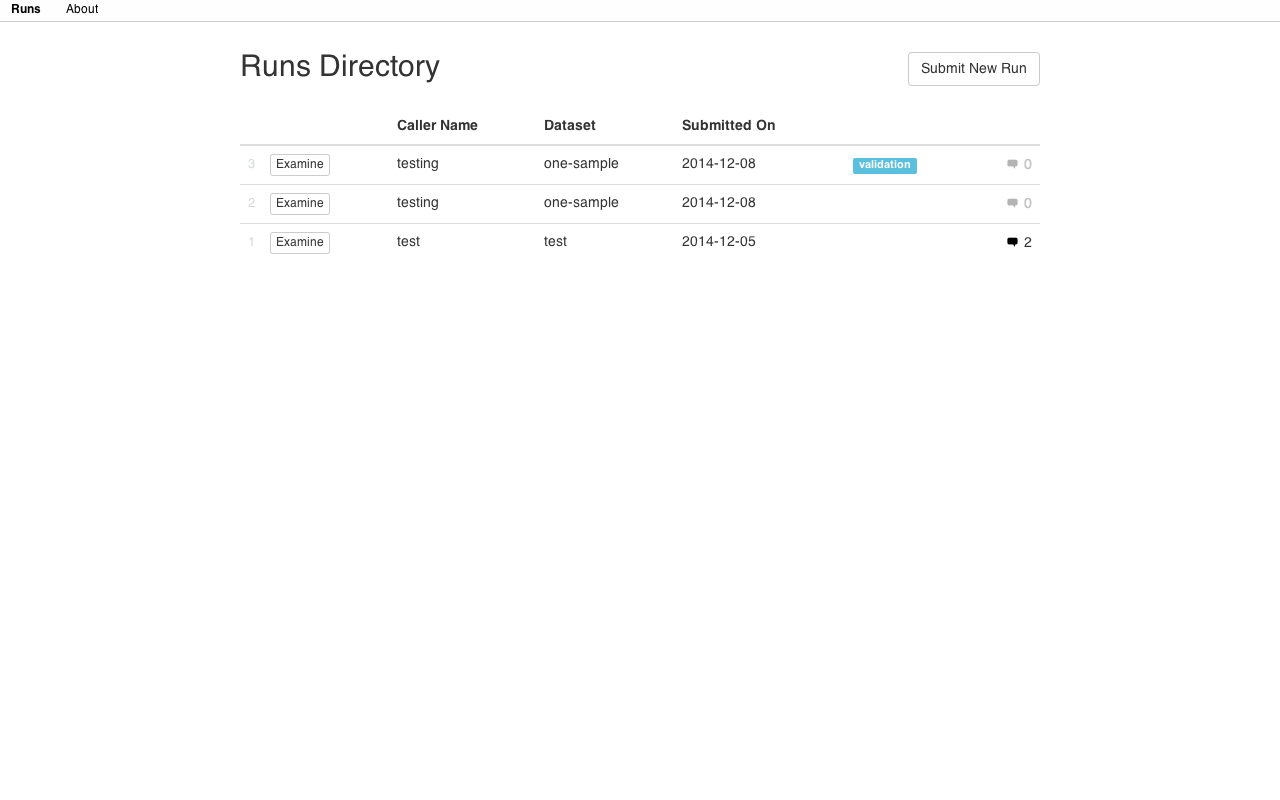 Runs About
Runs Directory Submit New Run
Caller Name Dataset Submitted On
3 Examine testing one-sample 2014-12-08 validation 0
2 Examine testing one-sample 2014-12-08 0
1 Examine test test 2014-12-05 2